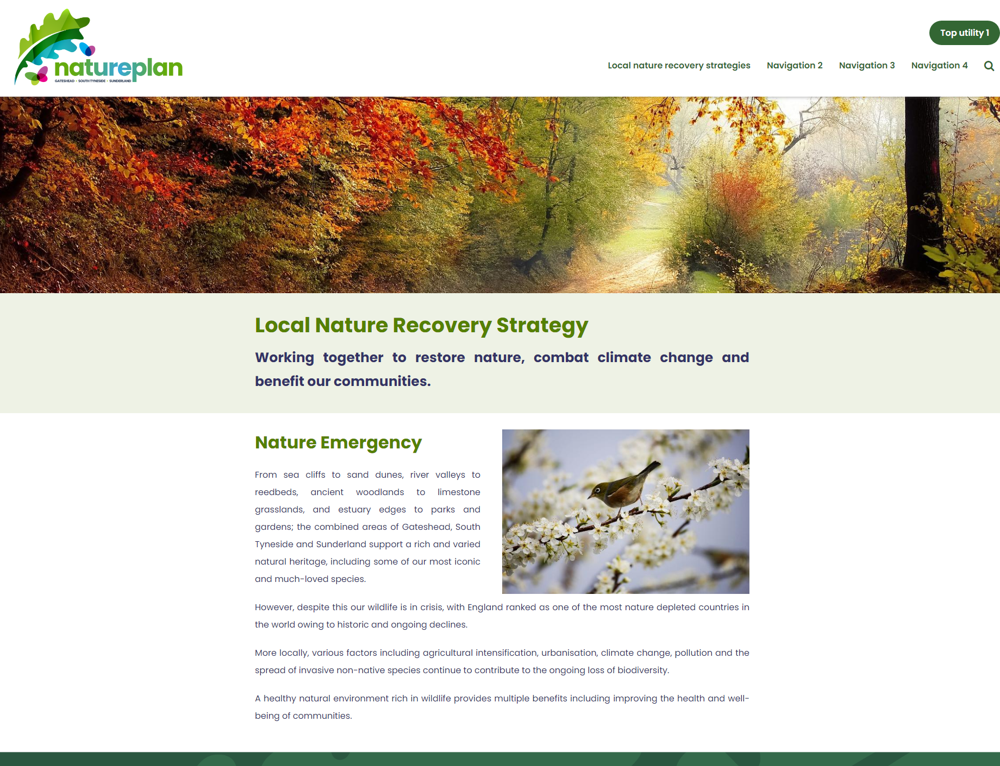 natureplan
GATESHEAD • SOUTH TYNESIDE • SUNDERLAND
Top utility 1
Local nature recovery strategies Navigation 2 Navigation 3 Navigation 4
Local Nature Recovery Strategy
Working together to restore nature, combat climate change and
benefit our communities.
Nature Emergency
From sea cliffs to sand dunes, river valleys to
reedbeds, ancient woodlands to limestone
grasslands, and estuary edges to parks and
gardens; the combined areas of Gateshead, South
Tyneside and Sunderland support a rich and varied
natural heritage, including some of our most iconic
and much-loved species.
However, despite this our wildlife is in crisis, with England ranked as one of the most nature depleted countries in
the world owing to historic and ongoing declines.
More locally, various factors including agricultural intensification, urbanisation, climate change, pollution and the
spread of invasive non-native species continue to contribute to the ongoing loss of biodiversity.
A healthy natural environment rich in wildlife provides multiple benefits including improving the health and well-
being of communities.